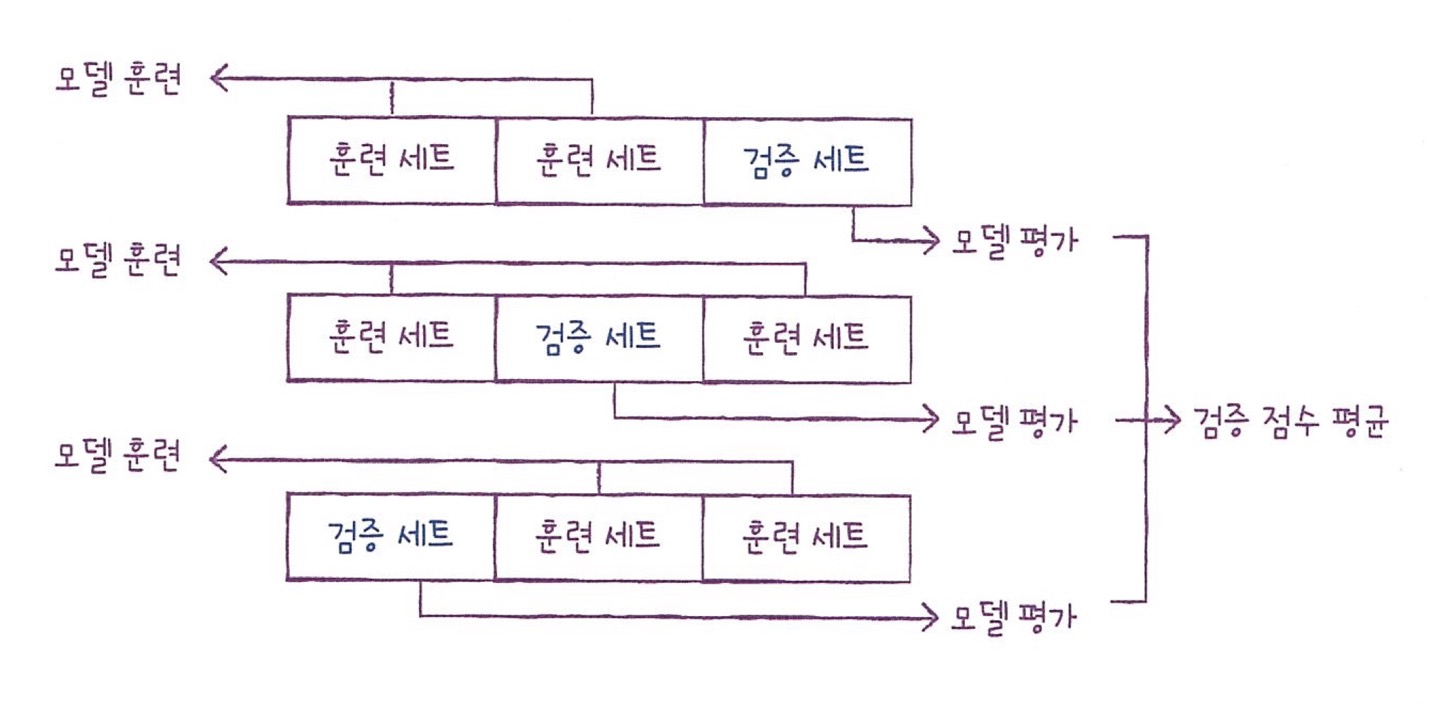 모델 훈련
훈련 세트 훈련 세트 검증 세트
모델 평가
모델 훈련
훈련 세트 검증 세트 훈련 세트
모델 평가
검증 점수 평균
모델 훈련
검증 세트 훈련 세트 훈련 세트
모델 평가